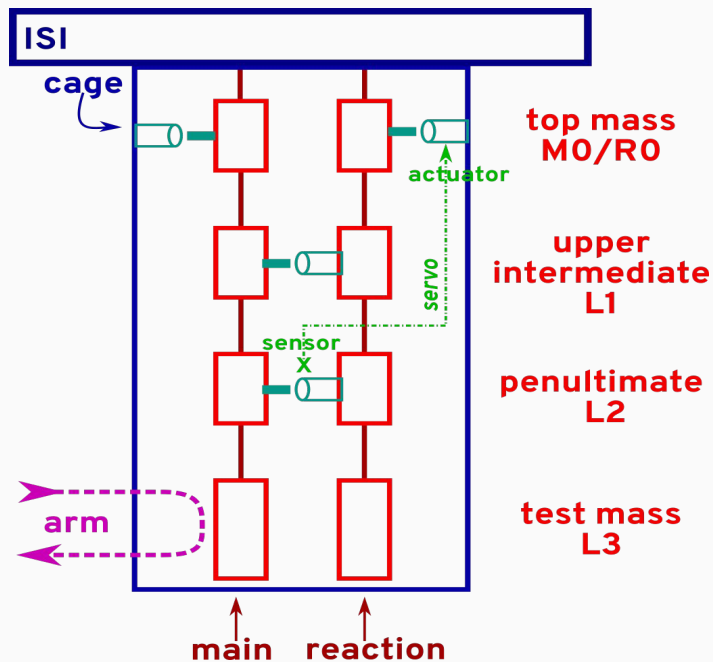 ISI
cage
top mass
M0/R0
actuator
upper
intermediate
L1
servo
sensor
X
penultimate
L2
arm
test mass
L3
main
reaction